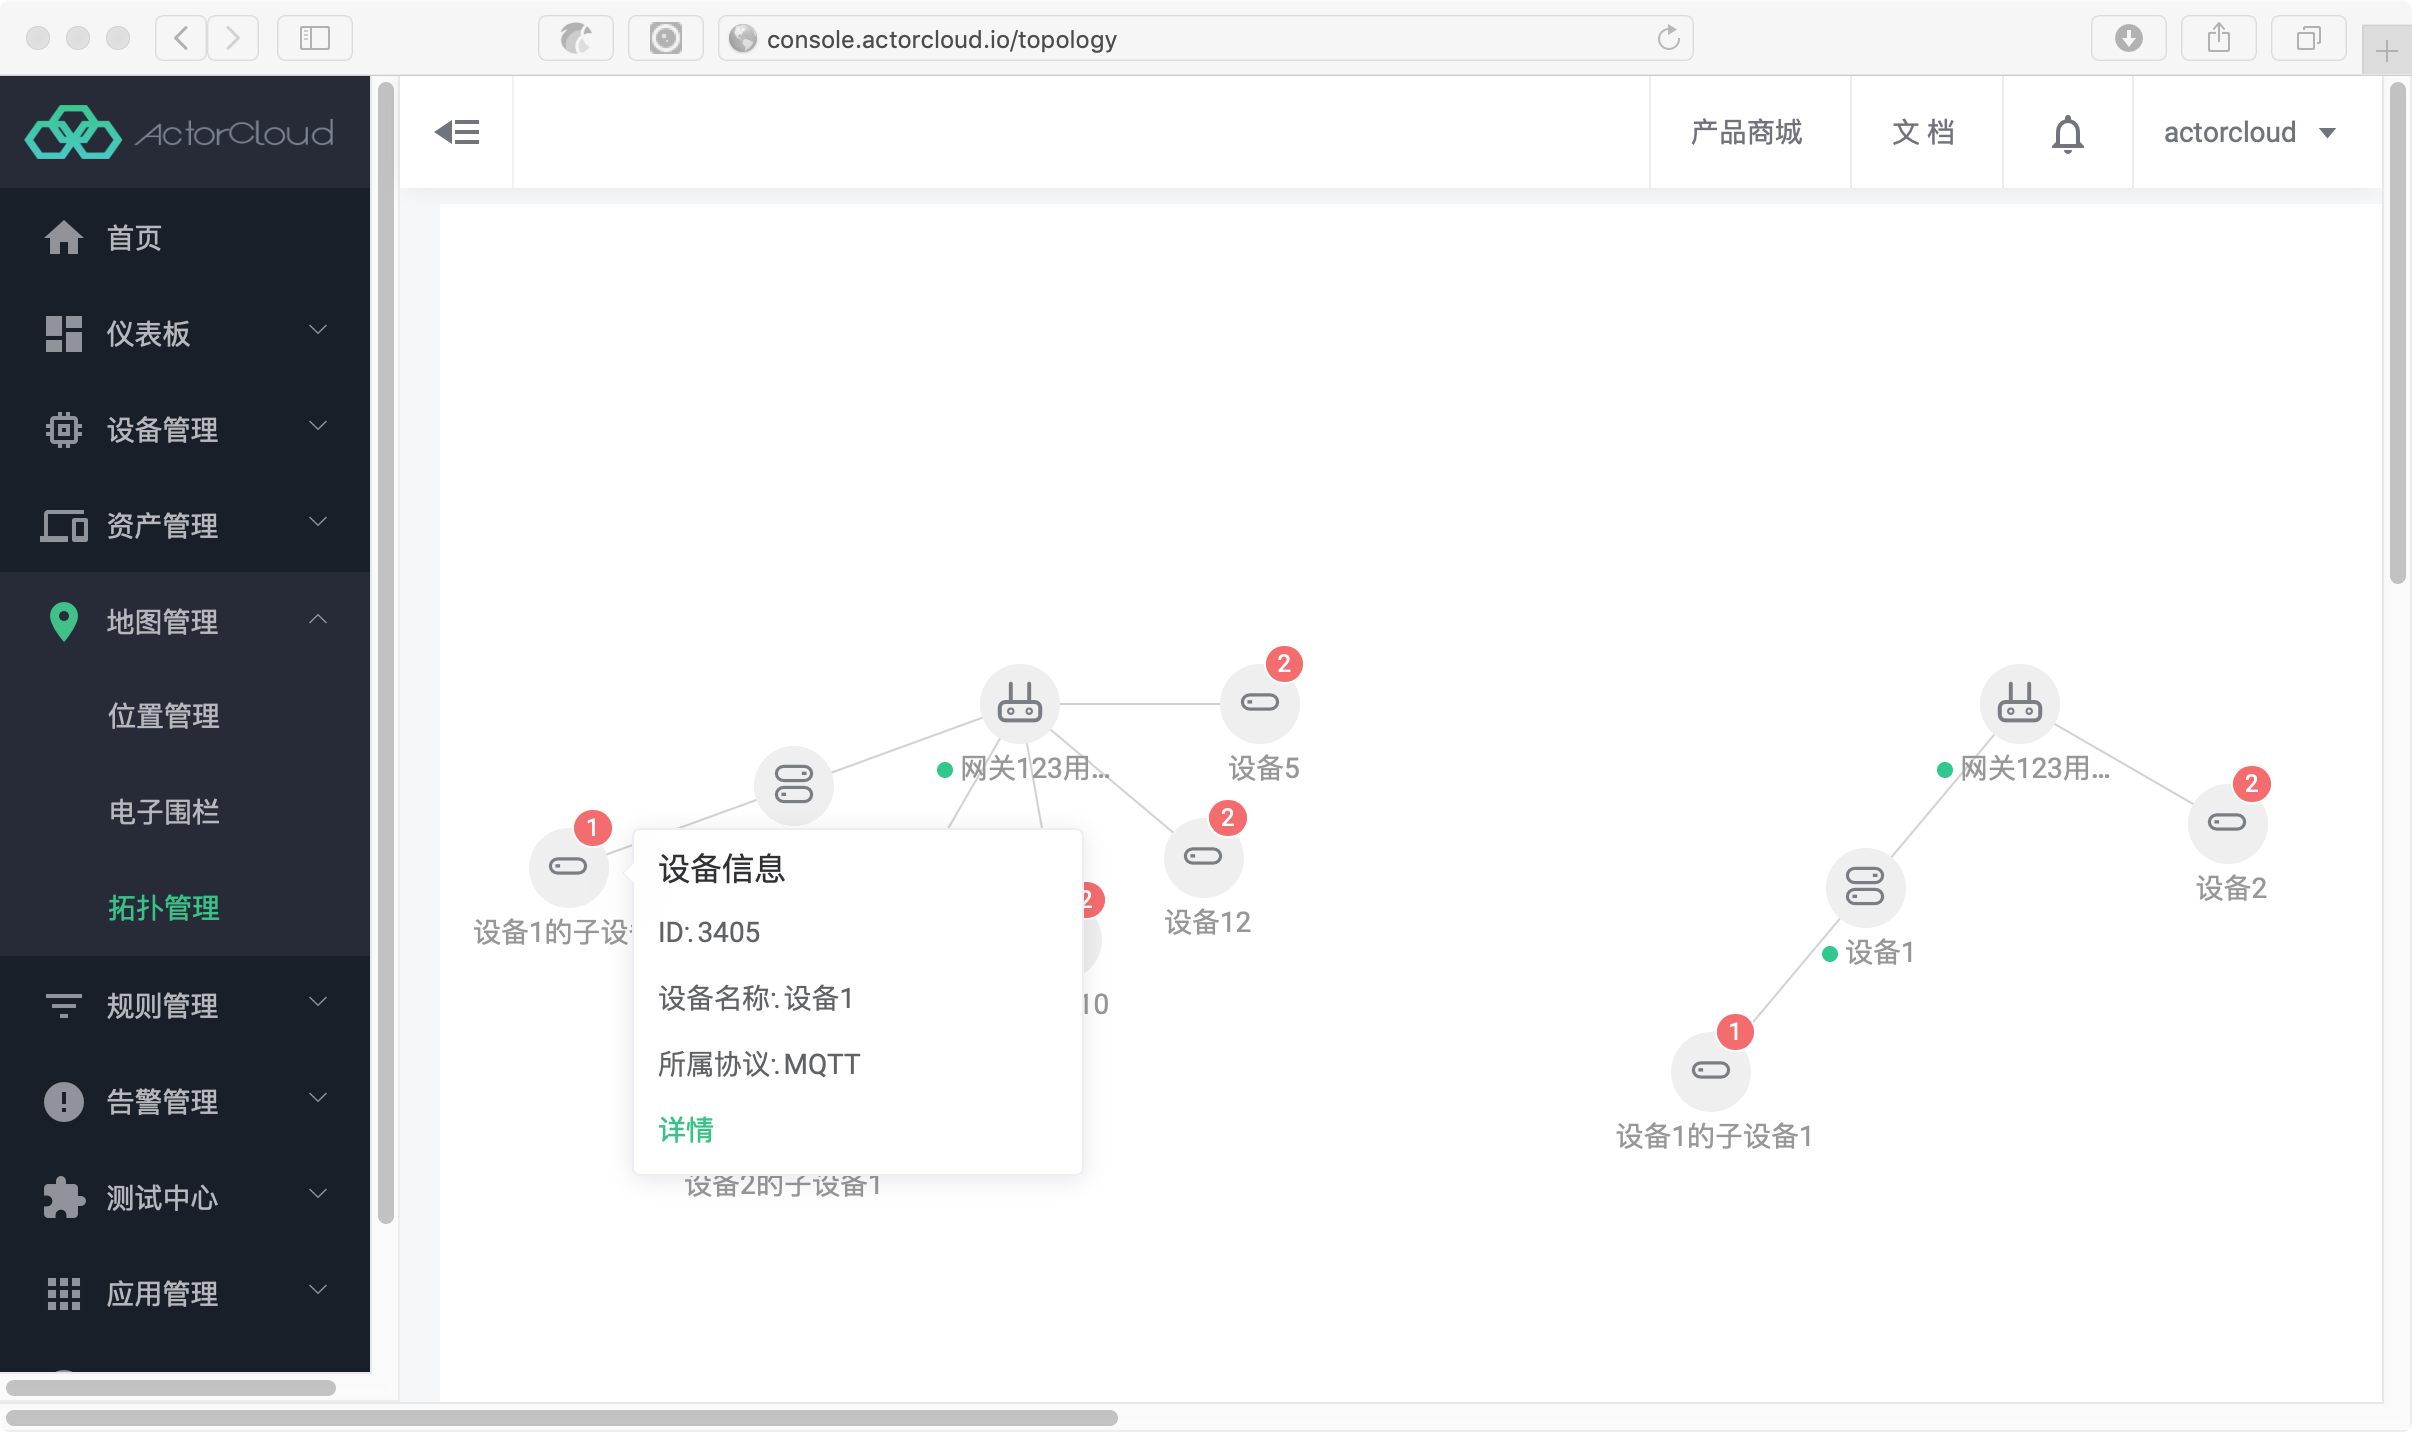 console.actorcloud.io/topology
ActorCloud
产品商城
文 档
actorcloud
首页
仪表板
设备管理
资产管理
地图管理
位置管理
电子围栏
拓扑管理
规则管理
告警管理
测试中心
应用管理
2
网关123用...
设备5
1
设备1的子设
2
设备12
2
10
设备信息
ID: 3405
设备名称: 设备1
所属协议: MQTT
详情
设备2的子设备1
网关123用...
2
设备2
设备1
1
设备1的子设备1